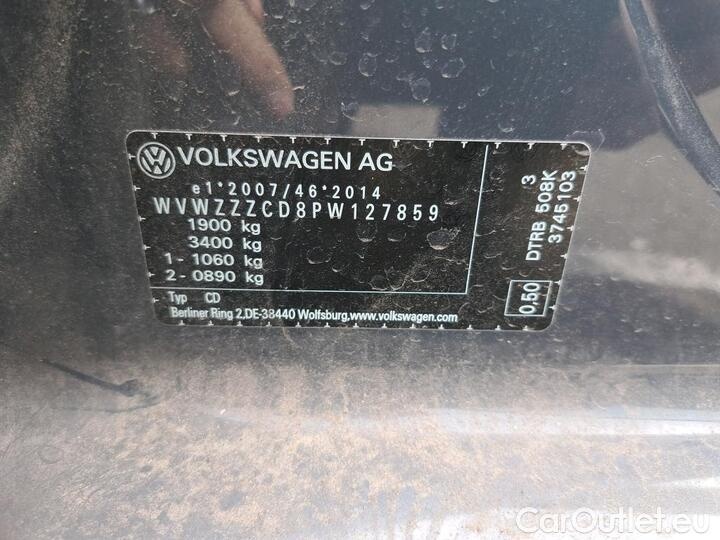 VOLKSWAGEN AG
e1*2007/46*2014
WVWZZZCD8PW127859
1900 kg
3400 kg
1 - 1060 kg
2 - 0890 kg
Typ CD
Berliner Ring 2,DE-38440 Wolfsburg,www.volkswagen.com
3
DTRB 508K
3745103
0.50
CarOutlet.eu